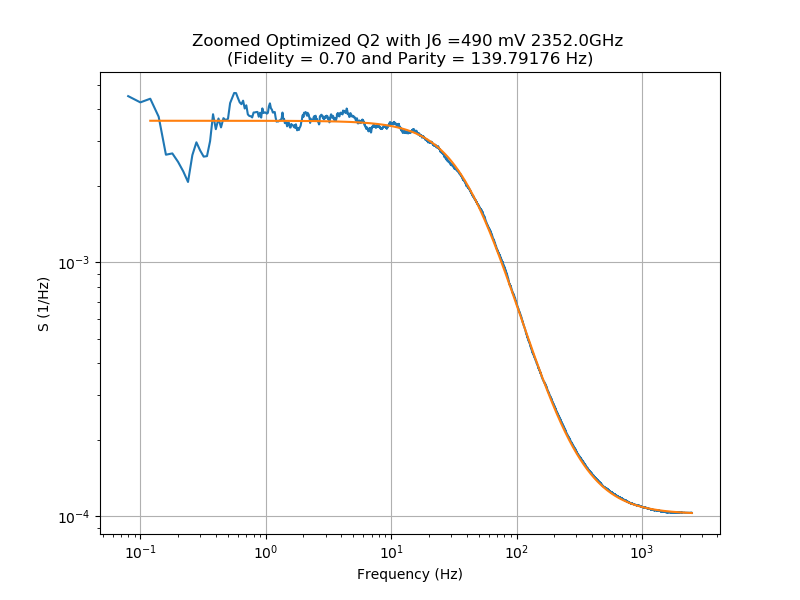 Zoomed Optimized Q2 with J6 =490 mV 2352.0GHz
(Fidelity = 0.70 and Parity = 139.79176 Hz)
S (1/Hz)
10⁻³
10⁻⁴
10⁻¹ 10⁰ 10¹ 10² 10³
Frequency (Hz)